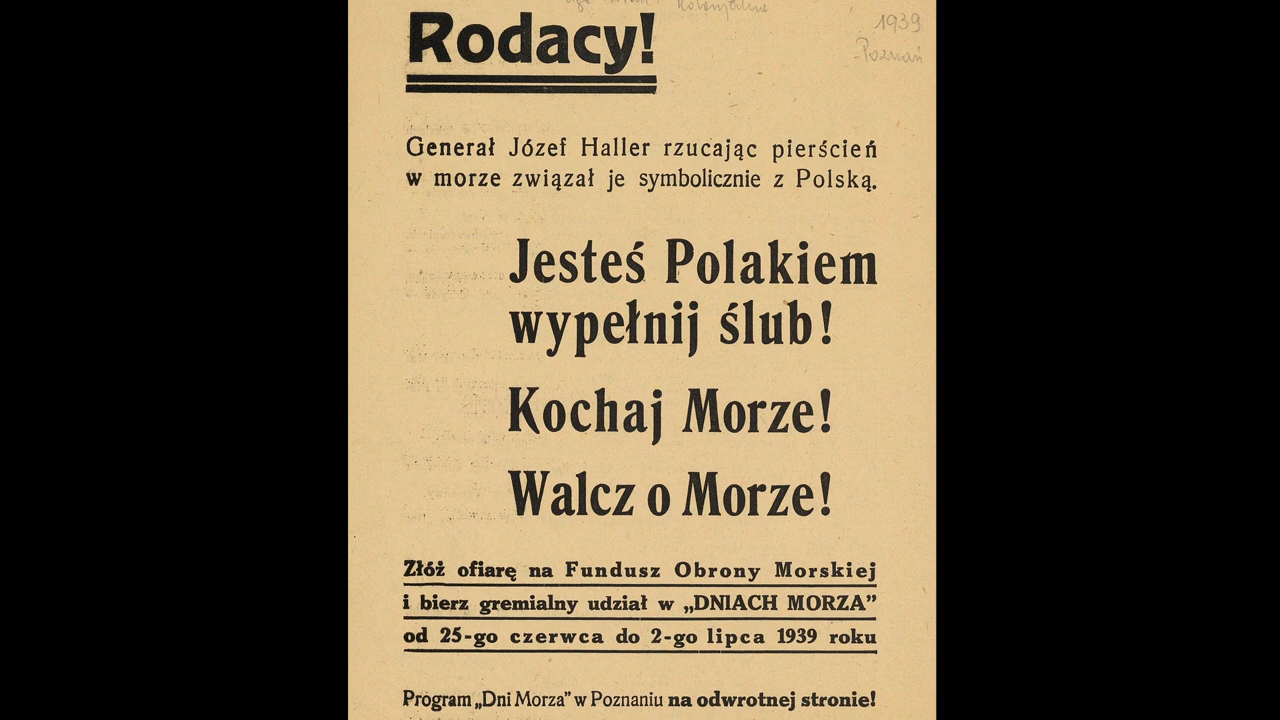 Kolonjalne
1939
Poznań
Rodacy!
Generał Józef Haller rzucając pierścień
w morze związał je symbolicznie z Polską.
Jesteś Polakiem
wypełnij ślub!
Kochaj Morze!
Walcz o Morze!
Złóż ofiarę na Fundusz Obrony Morskiej
i bierz gremialny udział w „DNIACH MORZA”
od 25-go czerwca do 2-go lipca 1939 roku
Program „Dni Morza” w Poznaniu na odwrotnej stronie!